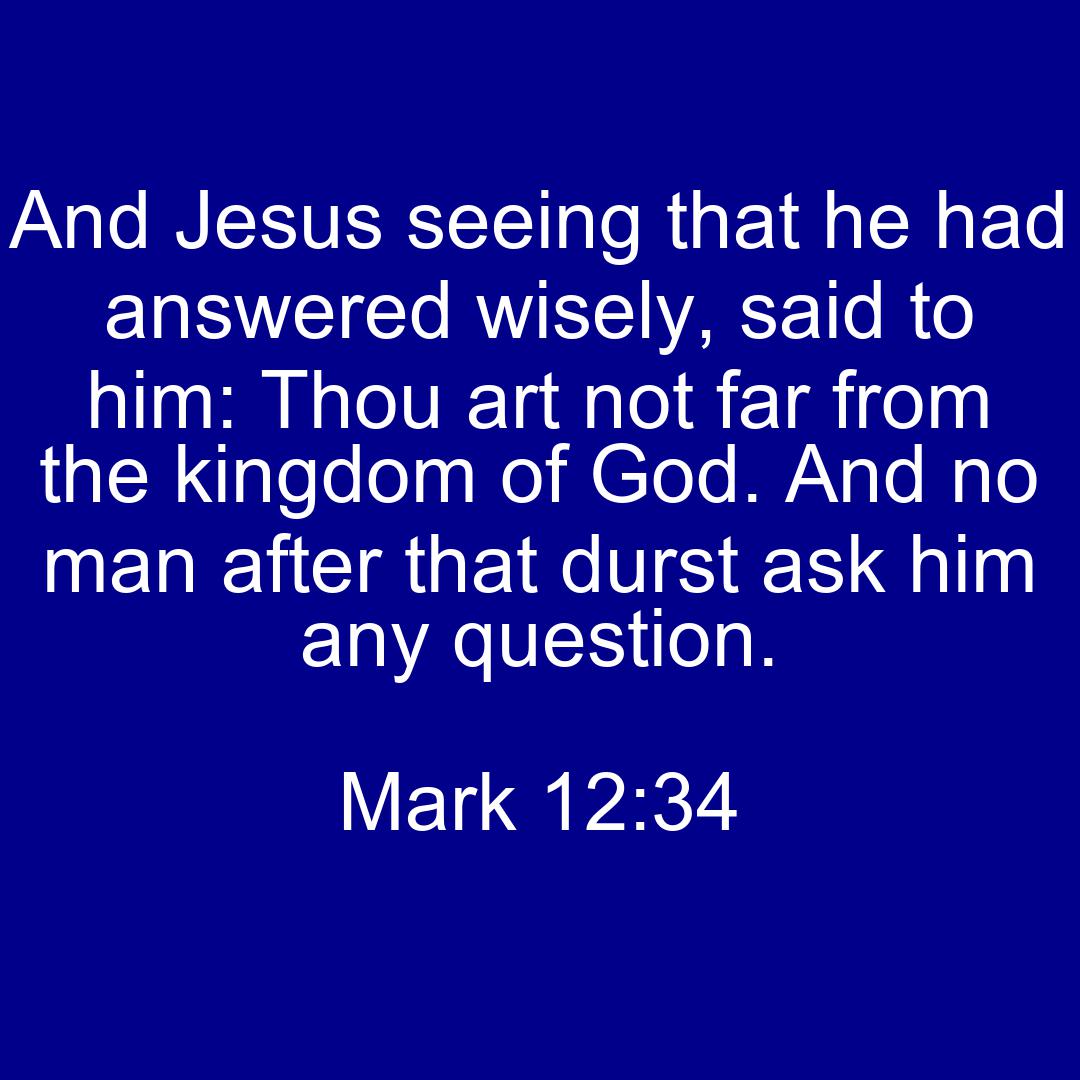 And Jesus seeing that he had
answered wisely, said to
him: Thou art not far from
the kingdom of God. And no
man after that durst ask him
any question.
Mark 12:34